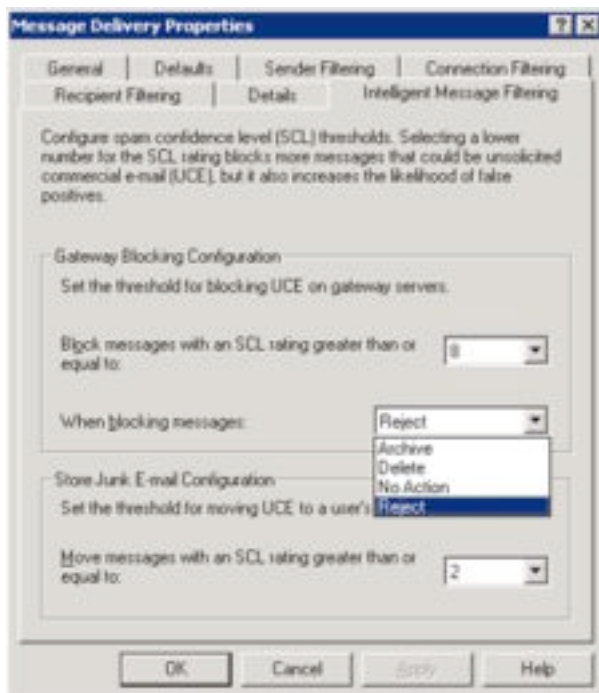 Message Delivery Properties
General Defaults Sender Filtering Connection Filtering
Recipient Filtering Details Intelligent Message Filtering
Configure spam confidence level (SCL) thresholds. Selecting a lower
number for the SCL rating blocks more messages that could be unsolicited
commercial e-mail (UCE), but it also increases the likelihood of false
positives.
Gateway Blocking Configuration
Set the threshold for blocking UCE on gateway servers.
Block messages with an SCL rating greater than or
equal to: 8
When blocking messages: Reject
Archive
Delete
No Action
Reject
Store Junk E-mail Configuration
Set the threshold for moving UCE to a user's
Move messages with an SCL rating greater than or
equal to: 2
OK Cancel Apply Help